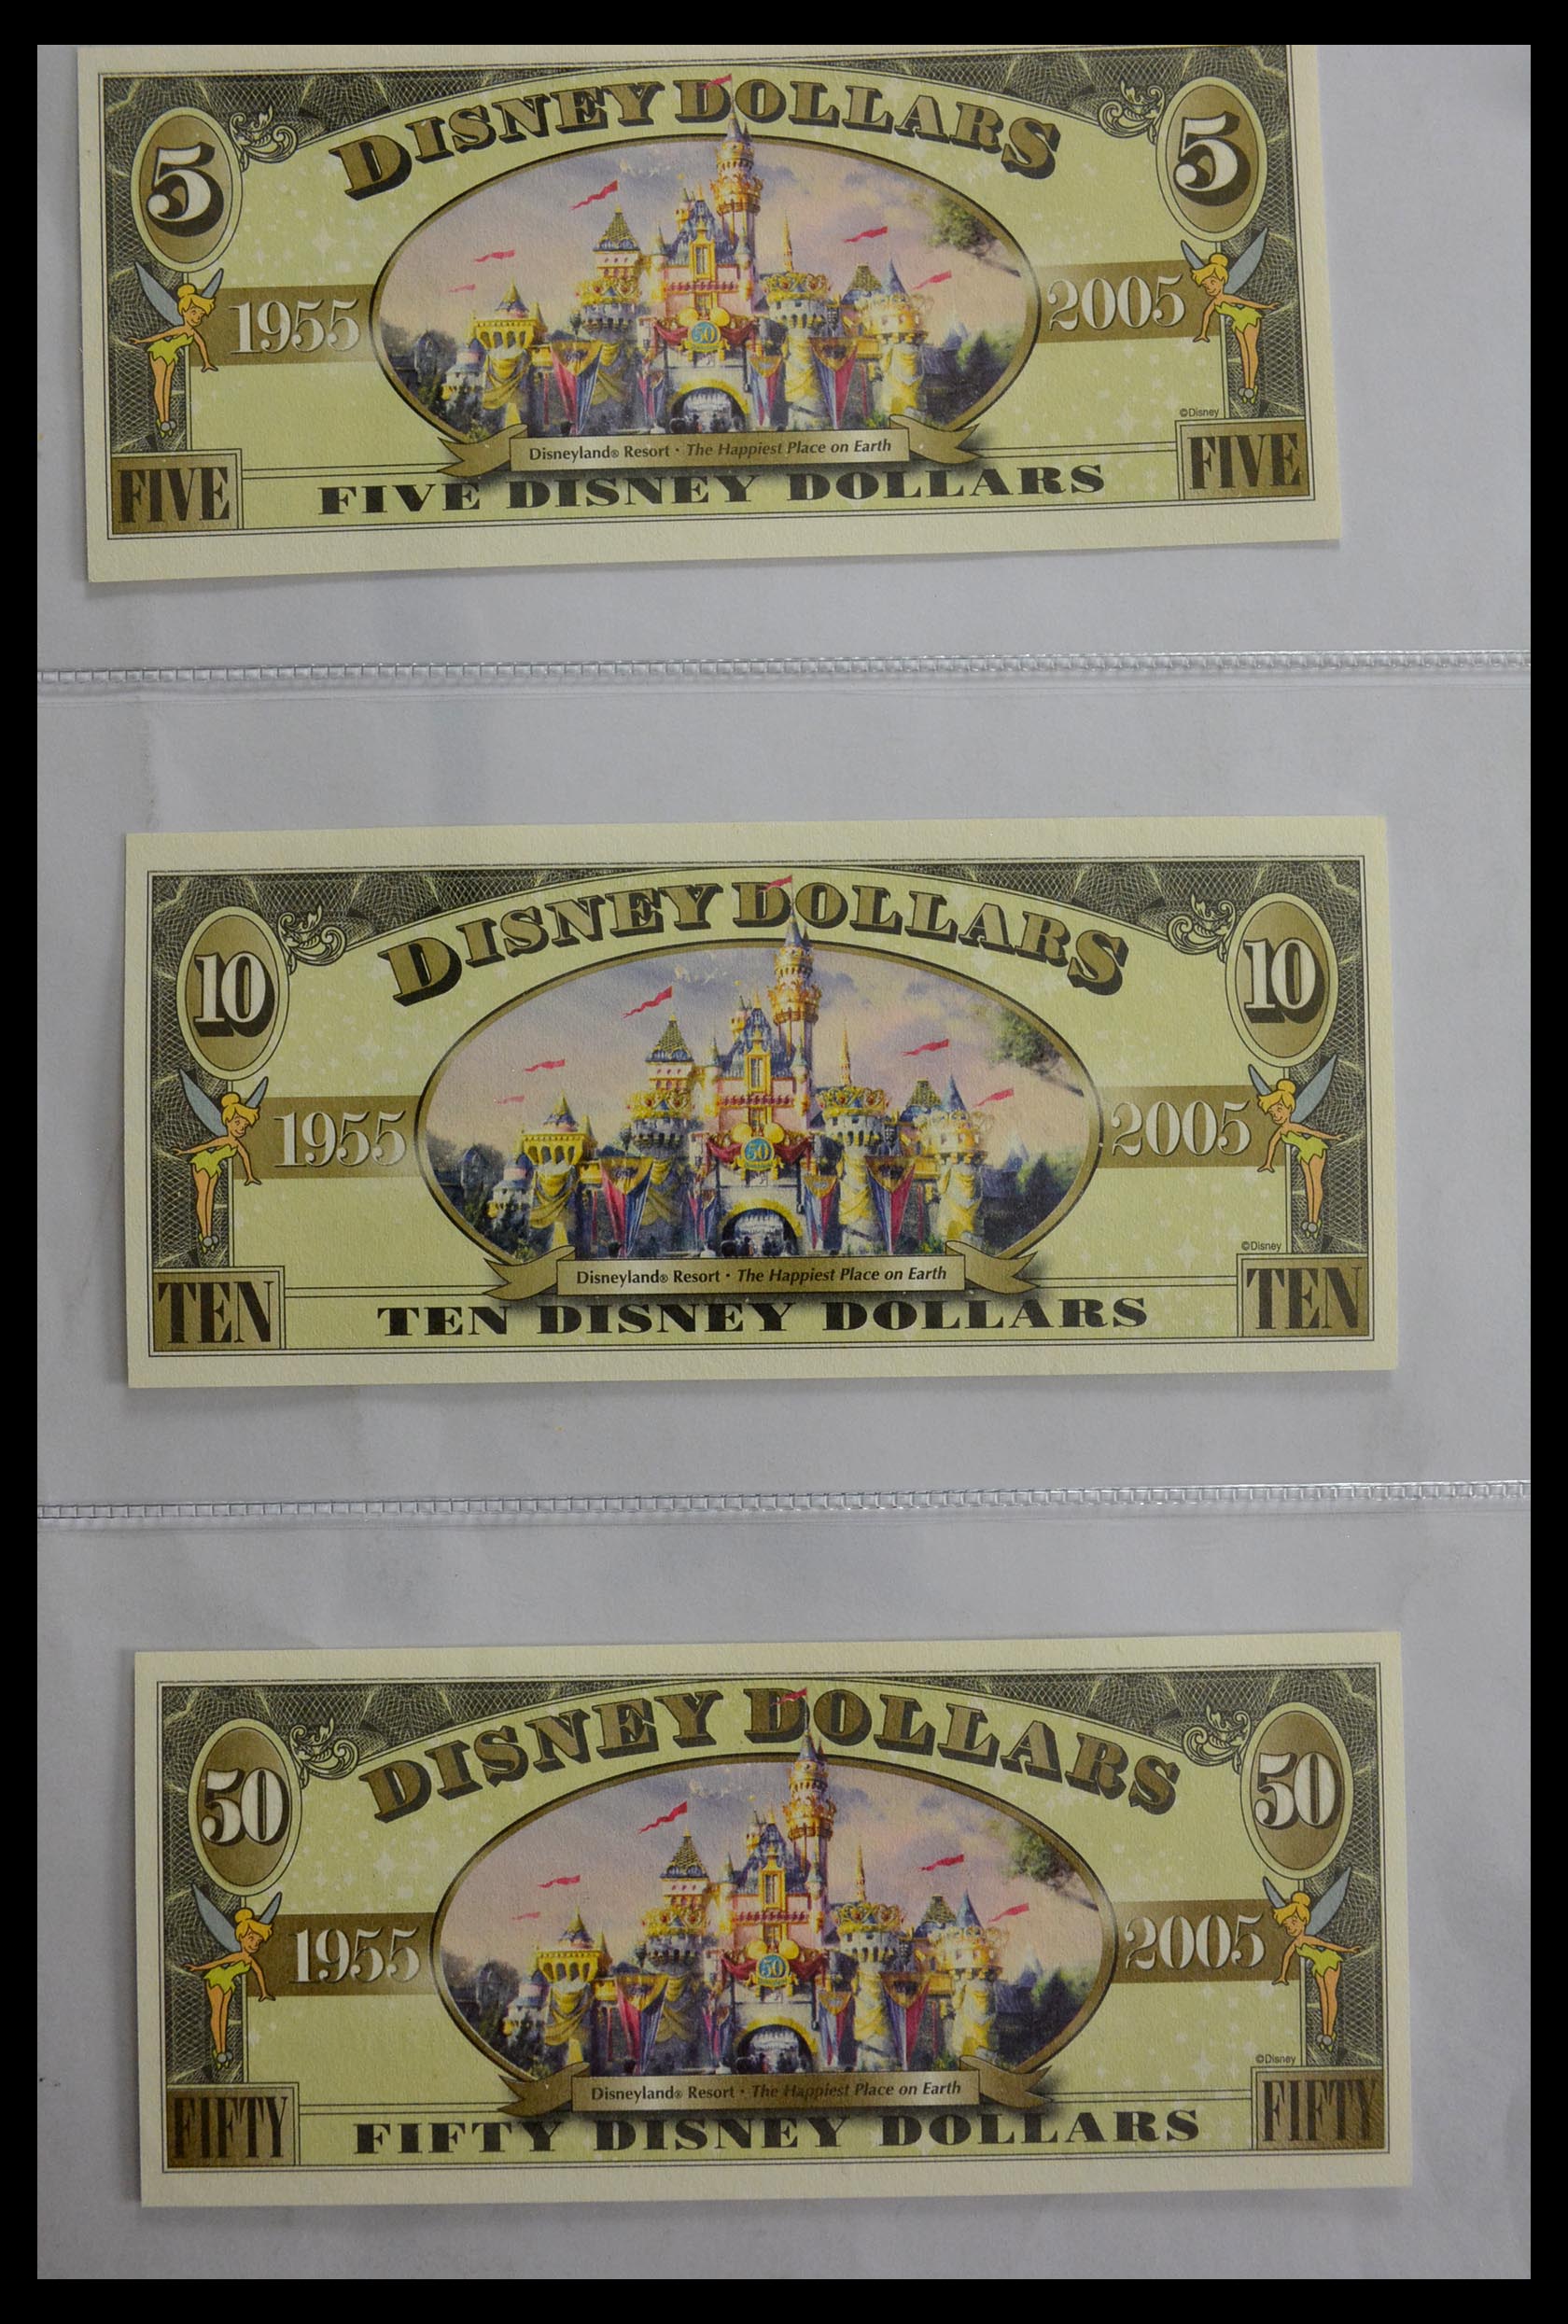 DISNEY DOLLARS
5 5
1955 2005
50
©Disney
Disneyland® Resort • The Happiest Place on Earth
FIVE FIVE
FIVE DISNEY DOLLARS
DISNEY DOLLARS
10 10
1955 2005
50
©Disney
Disneyland® Resort • The Happiest Place on Earth
TEN TEN
TEN DISNEY DOLLARS
DISNEY DOLLARS
50 50
1955 2005
50
©Disney
Disneyland® Resort • The Happiest Place on Earth
FIFTY FIFTY
FIFTY DISNEY DOLLARS